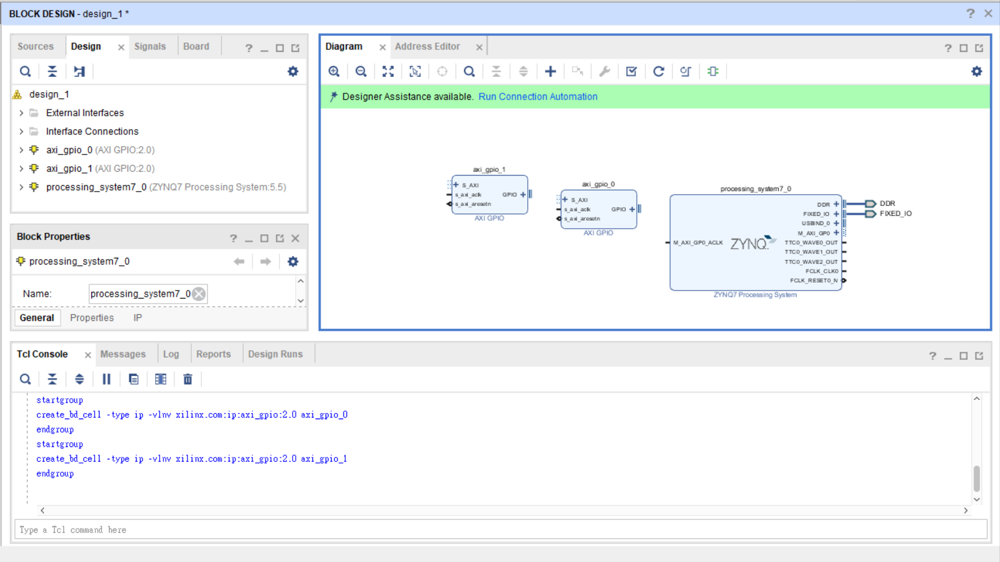 BLOCK DESIGN - design_1 *
Sources Design Signals Board
design_1
External Interfaces
Interface Connections
axi_gpio_0 (AXI GPIO:2.0)
axi_gpio_1 (AXI GPIO:2.0)
processing_system7_0 (ZYNQ7 Processing System:5.5)
Block Properties
processing_system7_0
Name: processing_system7_0
General Properties IP
Diagram Address Editor
Designer Assistance available. Run Connection Automation
axi_gpio_1
S_AXI
s_axi_aclk
s_axi_aresetn
GPIO
AXI GPIO
axi_gpio_0
S_AXI
s_axi_aclk
s_axi_aresetn
GPIO
AXI GPIO
processing_system7_0
M_AXI_GP0_ACLK
ZYNQ
DDR
FIXED_IO
USBIND_0
M_AXI_GP0
TTC0_WAVE0_OUT
TTC0_WAVE1_OUT
TTC0_WAVE2_OUT
FCLK_CLK0
FCLK_RESET0_N
ZYNQ7 Processing System
DDR
FIXED_IO
Tcl Console Messages Log Reports Design Runs
startgroup
create_bd_cell -type ip -vlnv xilinx.com:ip:axi_gpio:2.0 axi_gpio_0
endgroup
startgroup
create_bd_cell -type ip -vlnv xilinx.com:ip:axi_gpio:2.0 axi_gpio_1
endgroup
Type a Tcl command here